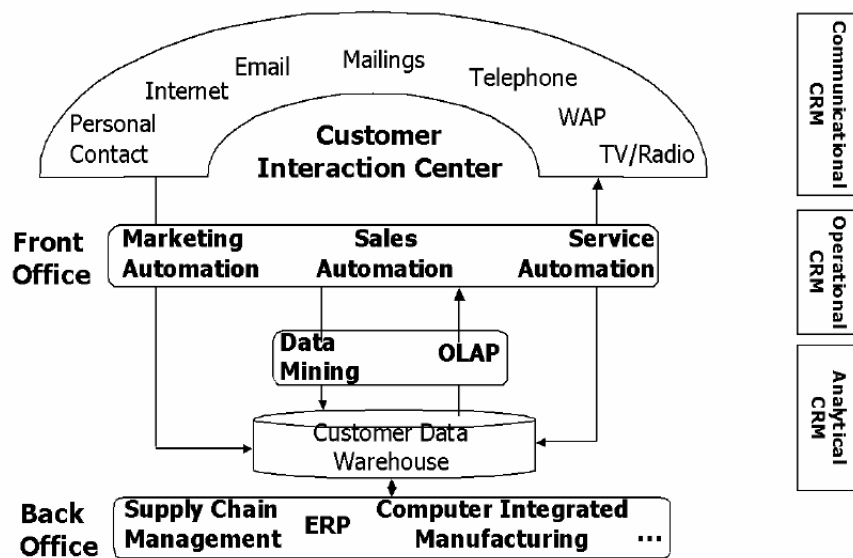 Mailings
Email
Telephone
Internet
WAP
Personal
Contact
TV/Radio
Customer
Interaction Center
Communicational
CRM
Front
Office
Marketing
Automation
Sales
Automation
Service
Automation
Operational
CRM
Data
Mining
OLAP
Analytical
CRM
Customer Data
Warehouse
Back
Office
Supply Chain
Management
ERP
Computer Integrated
Manufacturing
...